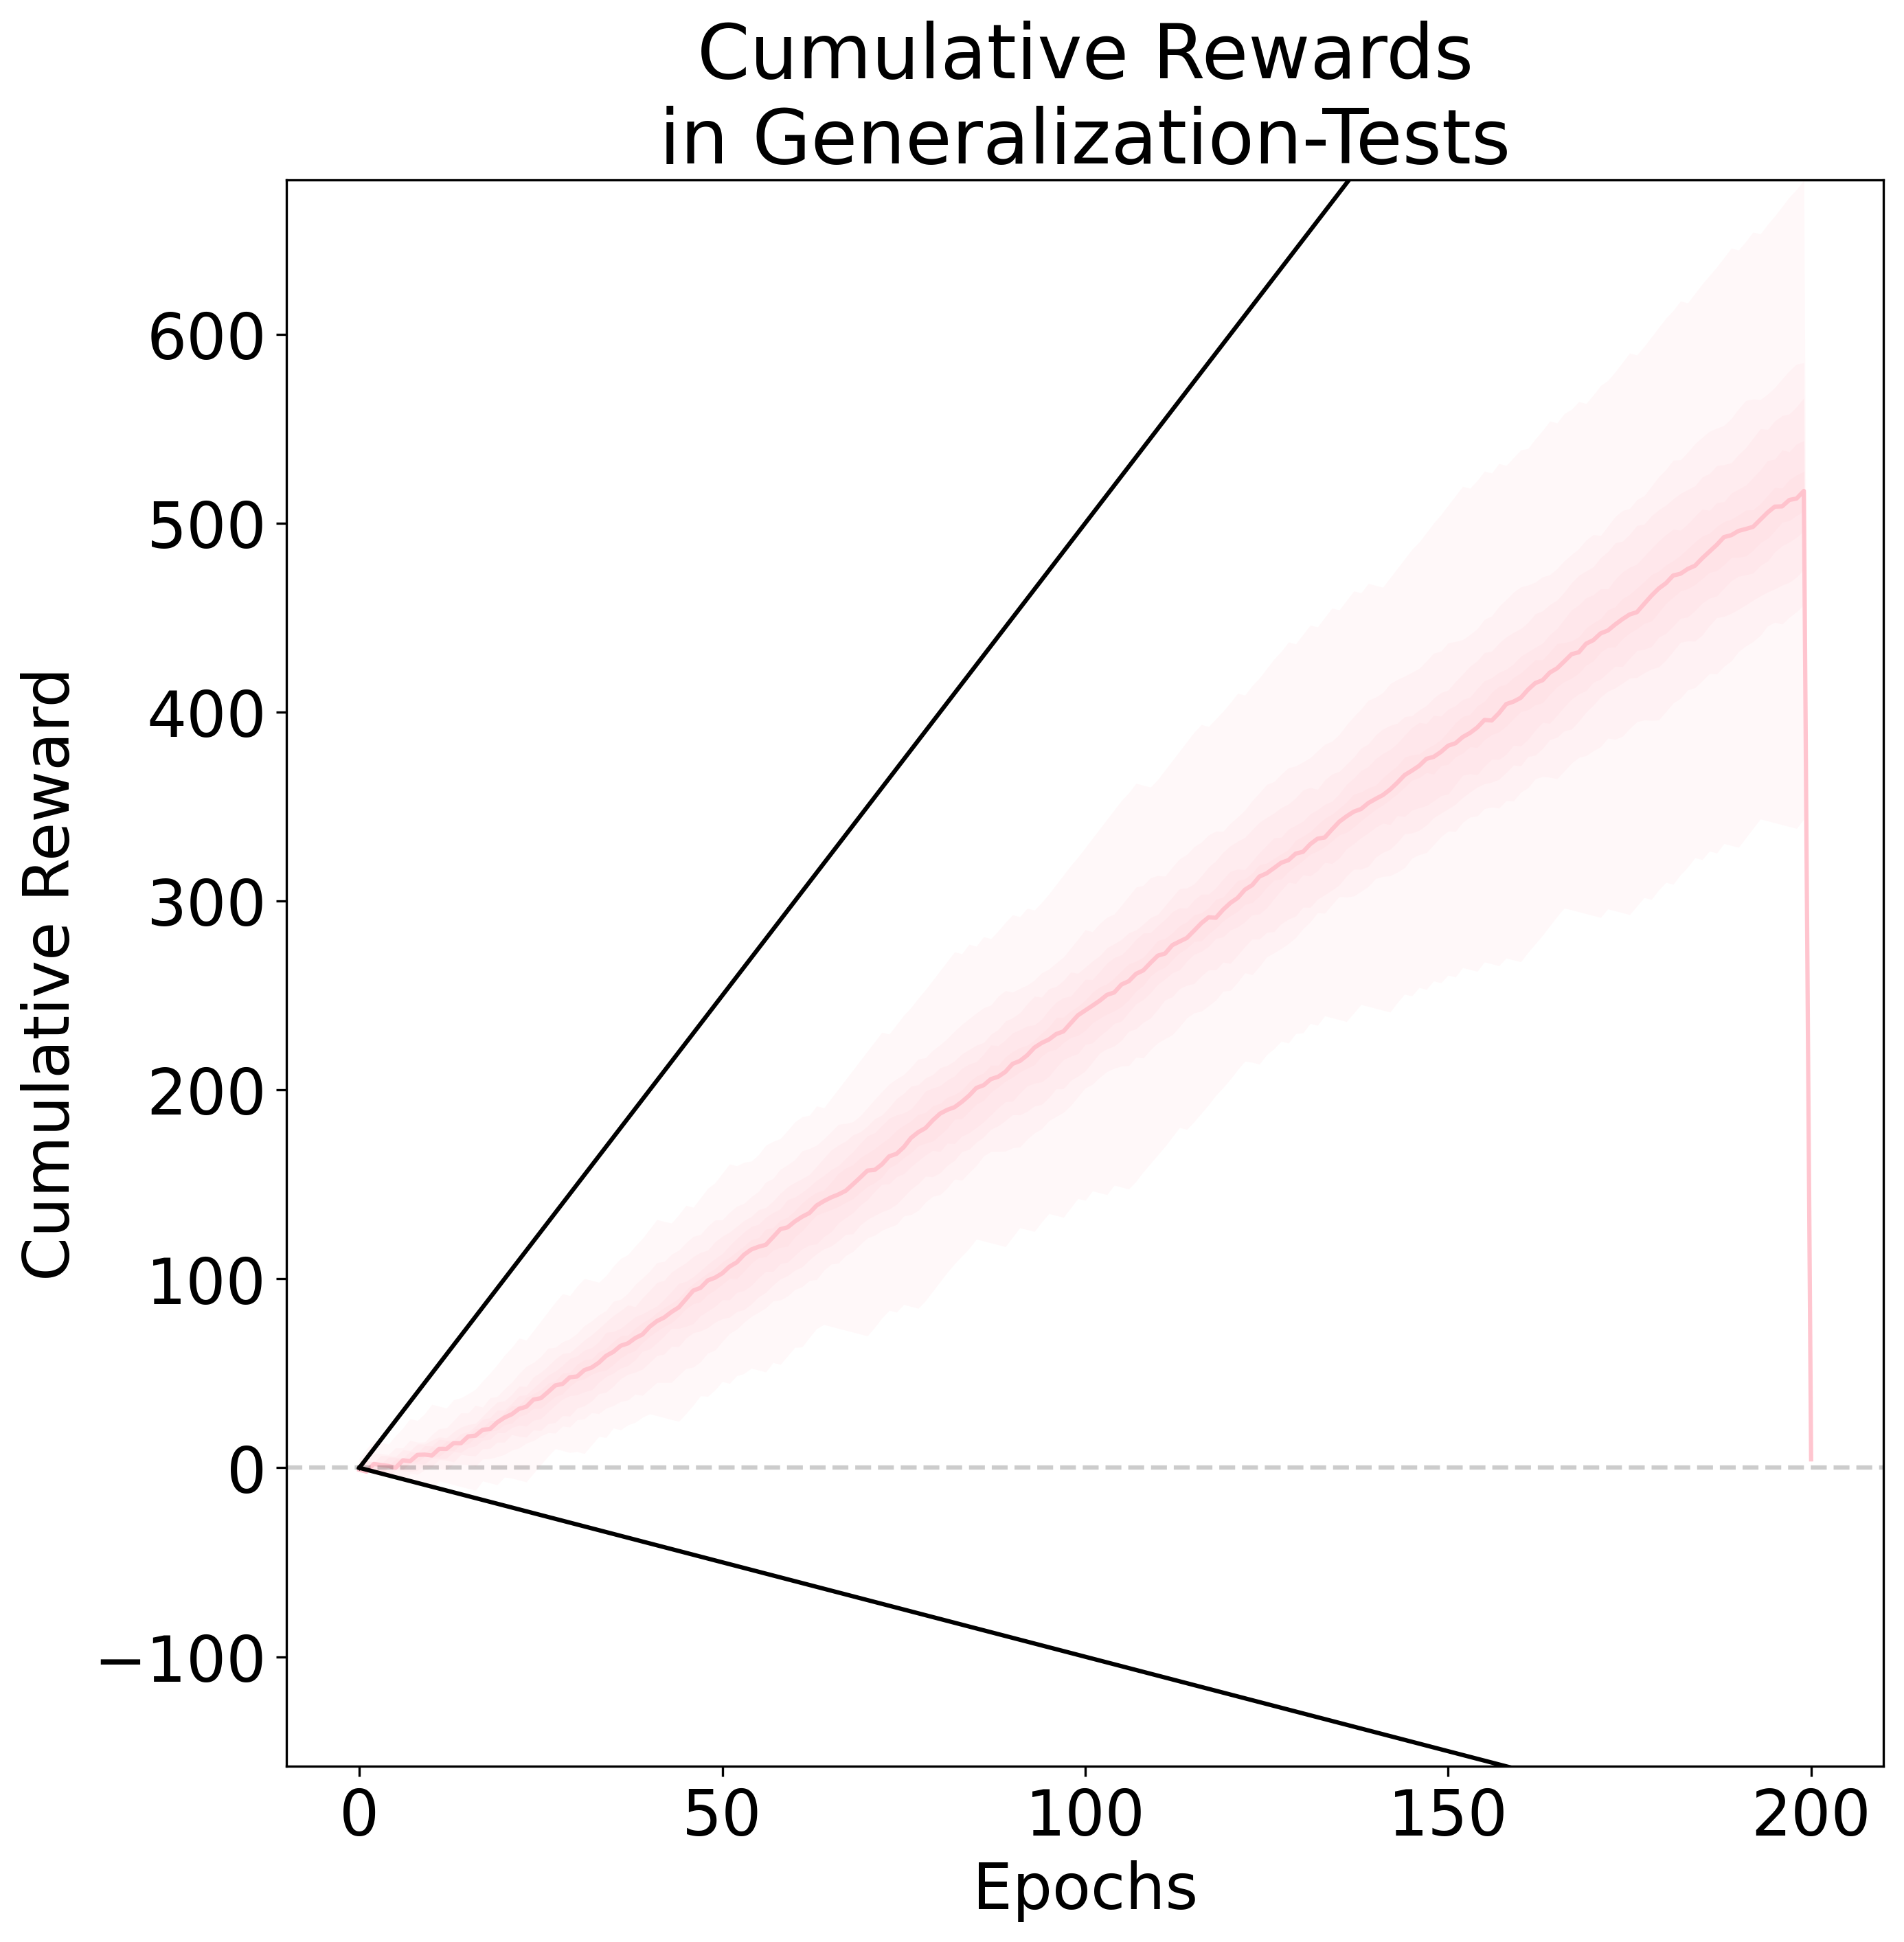 Cumulative Rewards
in Generalization-Tests
Cumulative Reward
600
500
400
300
200
100
0
−100
0 50 100 150 200
Epochs